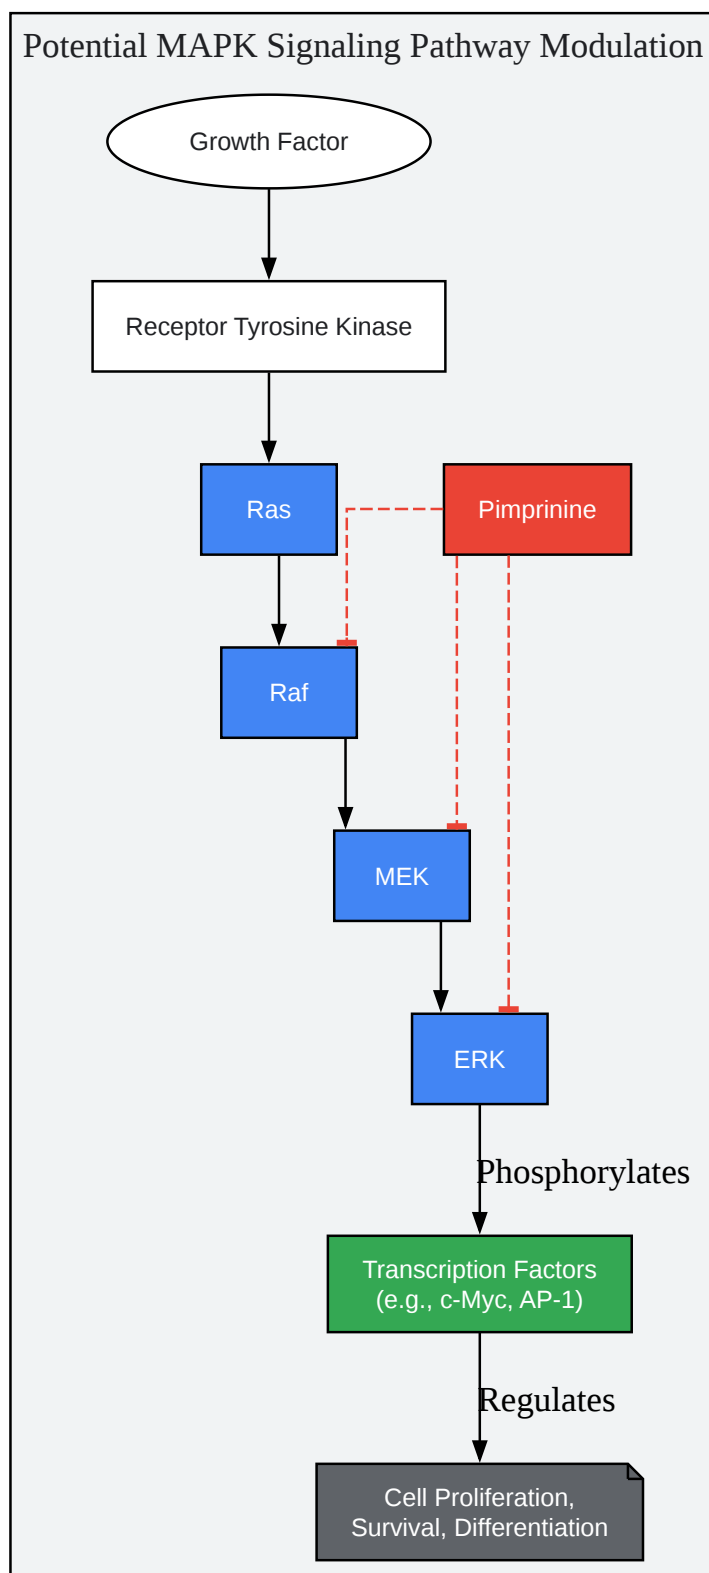 Potential MAPK Signaling Pathway Modulation
Growth Factor
Receptor Tyrosine Kinase
Ras
Pimprinine
Raf
MEK
ERK
Phosphorylates
Transcription Factors
(e.g., c-Myc, AP-1)
Regulates
Cell Proliferation,
Survival, Differentiation